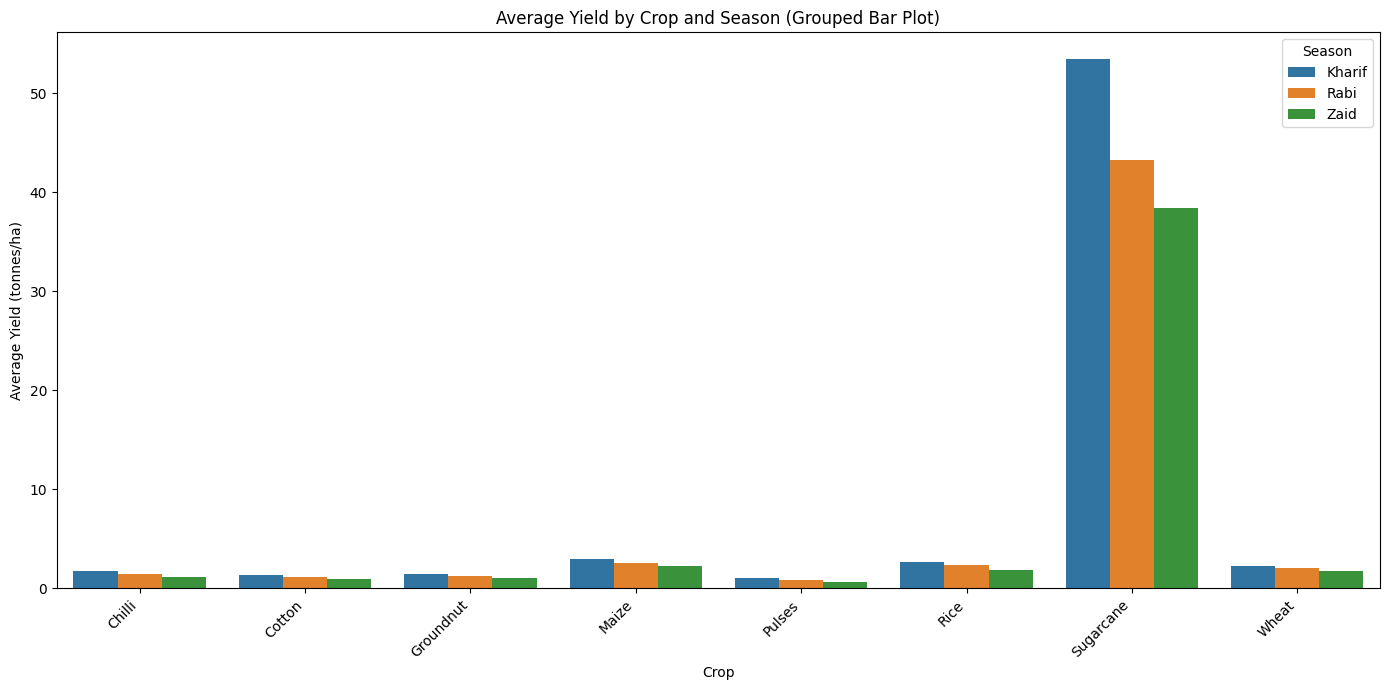 Average Yield by Crop and Season (Grouped Bar Plot)
Season
Kharif
Rabi
Zaid
Average Yield (tonnes/ha)
50
40
30
20
10
0
Chilli
Cotton
Groundnut
Maize
Pulses
Rice
Sugarcane
Wheat
Crop